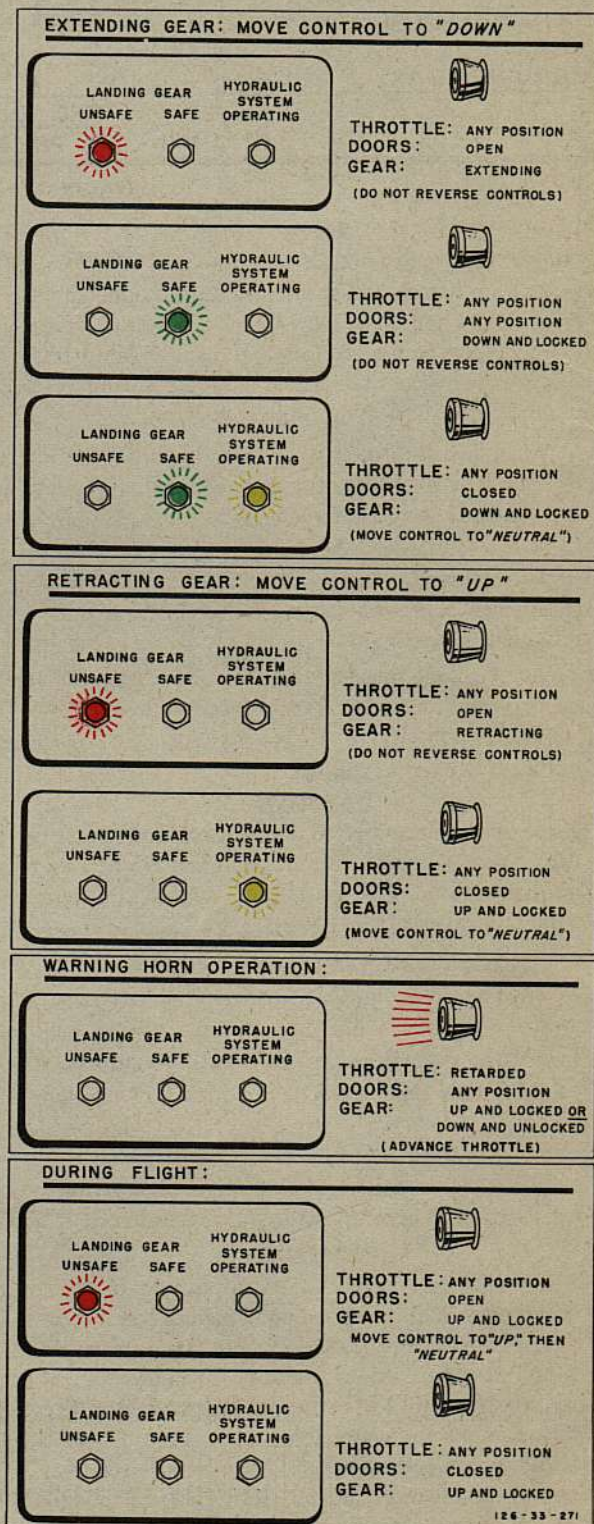 EXTENDING GEAR: MOVE CONTROL TO "DOWN"
LANDING GEAR
UNSAFE SAFE
HYDRAULIC
SYSTEM
OPERATING
THROTTLE: ANY POSITION
DOORS: OPEN
GEAR: EXTENDING
(DO NOT REVERSE CONTROLS)
LANDING GEAR
UNSAFE SAFE
HYDRAULIC
SYSTEM
OPERATING
THROTTLE: ANY POSITION
DOORS: ANY POSITION
GEAR: DOWN AND LOCKED
(DO NOT REVERSE CONTROLS)
LANDING GEAR
UNSAFE SAFE
HYDRAULIC
SYSTEM
OPERATING
THROTTLE: ANY POSITION
DOORS: CLOSED
GEAR: DOWN AND LOCKED
(MOVE CONTROL TO "NEUTRAL")
RETRACTING GEAR: MOVE CONTROL TO "UP"
LANDING GEAR
UNSAFE SAFE
HYDRAULIC
SYSTEM
OPERATING
THROTTLE: ANY POSITION
DOORS: OPEN
GEAR: RETRACTING
(DO NOT REVERSE CONTROLS)
LANDING GEAR
UNSAFE SAFE
HYDRAULIC
SYSTEM
OPERATING
THROTTLE: ANY POSITION
DOORS: CLOSED
GEAR: UP AND LOCKED
(MOVE CONTROL TO "NEUTRAL")
WARNING HORN OPERATION:
LANDING GEAR
UNSAFE SAFE
HYDRAULIC
SYSTEM
OPERATING
THROTTLE: RETARDED
DOORS: ANY POSITION
GEAR: UP AND LOCKED OR
DOWN AND UNLOCKED
(ADVANCE THROTTLE)
DURING FLIGHT:
LANDING GEAR
UNSAFE SAFE
HYDRAULIC
SYSTEM
OPERATING
THROTTLE: ANY POSITION
DOORS: OPEN
GEAR: UP AND LOCKED
MOVE CONTROL TO "UP," THEN
"NEUTRAL"
LANDING GEAR
UNSAFE SAFE
HYDRAULIC
SYSTEM
OPERATING
THROTTLE: ANY POSITION
DOORS: CLOSED
GEAR: UP AND LOCKED
126-33-271